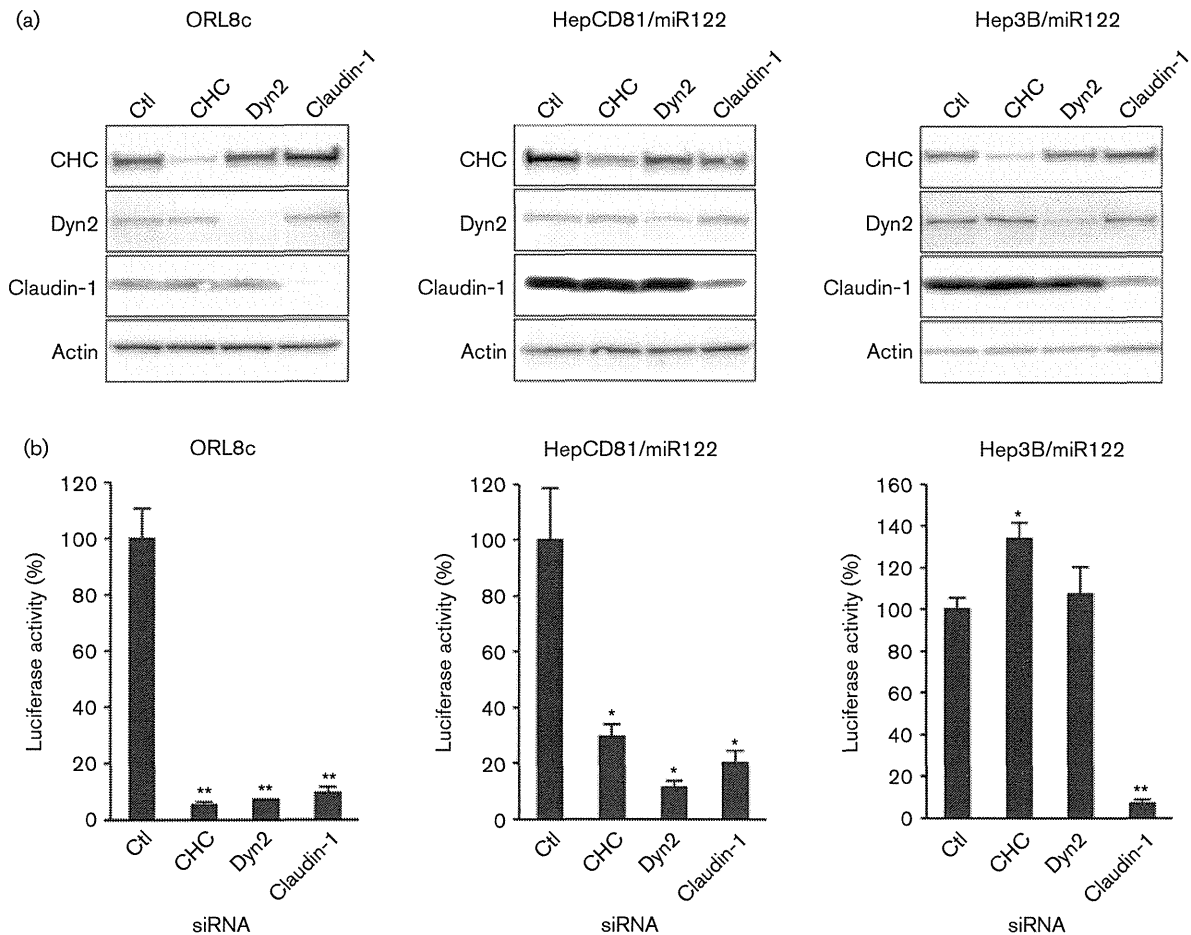 (a) ORL8c HepCD81/miR122 Hep3B/miR122
Ctl CHC Dyn2 Claudin-1 Ctl CHC Dyn2 Claudin-1 Ctl CHC Dyn2 Claudin-1
CHC CHC CHC
Dyn2 Dyn2 Dyn2
Claudin-1 Claudin-1 Claudin-1
Actin Actin Actin
(b) ORL8c HepCD81/miR122 Hep3B/miR122
Luciferase activity (%)
120
100
80
60
40
20
0
** ** **
Ctl CHC Dyn2 Claudin-1
siRNA
Luciferase activity (%)
120
100
80
60
40
20
0
* * *
Ctl CHC Dyn2 Claudin-1
siRNA
Luciferase activity (%)
160
140
120
100
80
60
40
20
0
* **
Ctl CHC Dyn2 Claudin-1
siRNA